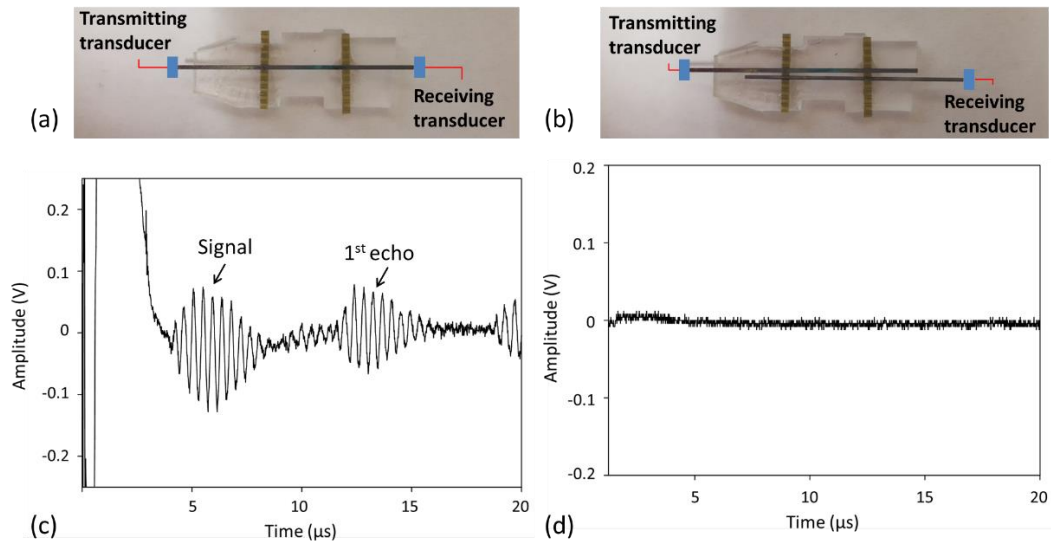 Transmitting
transducer
Receiving
transducer
(a)
Transmitting
transducer
Receiving
transducer
(b)
0.2
0.1
0
-0.1
-0.2
Amplitude (V)
Signal
1st echo
5
10
15
20
Time (µs)
(c)
0.2
0.1
0
-0.1
-0.2
Amplitude (V)
5
10
15
20
Time (µs)
(d)